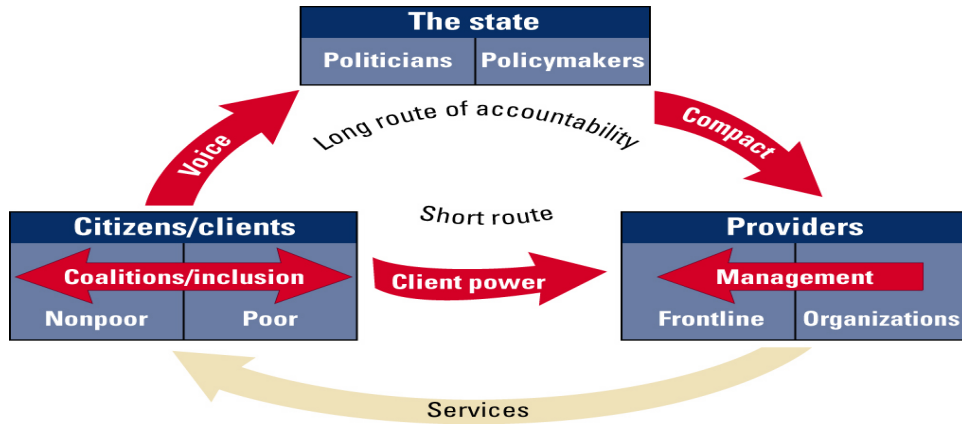 The state
Politicians
Policymakers
Long route of accountability
Voice
Compact
Short route
Citizens/clients
Coalitions/inclusion
Nonpoor
Poor
Client power
Providers
Management
Frontline
Organizations
Services